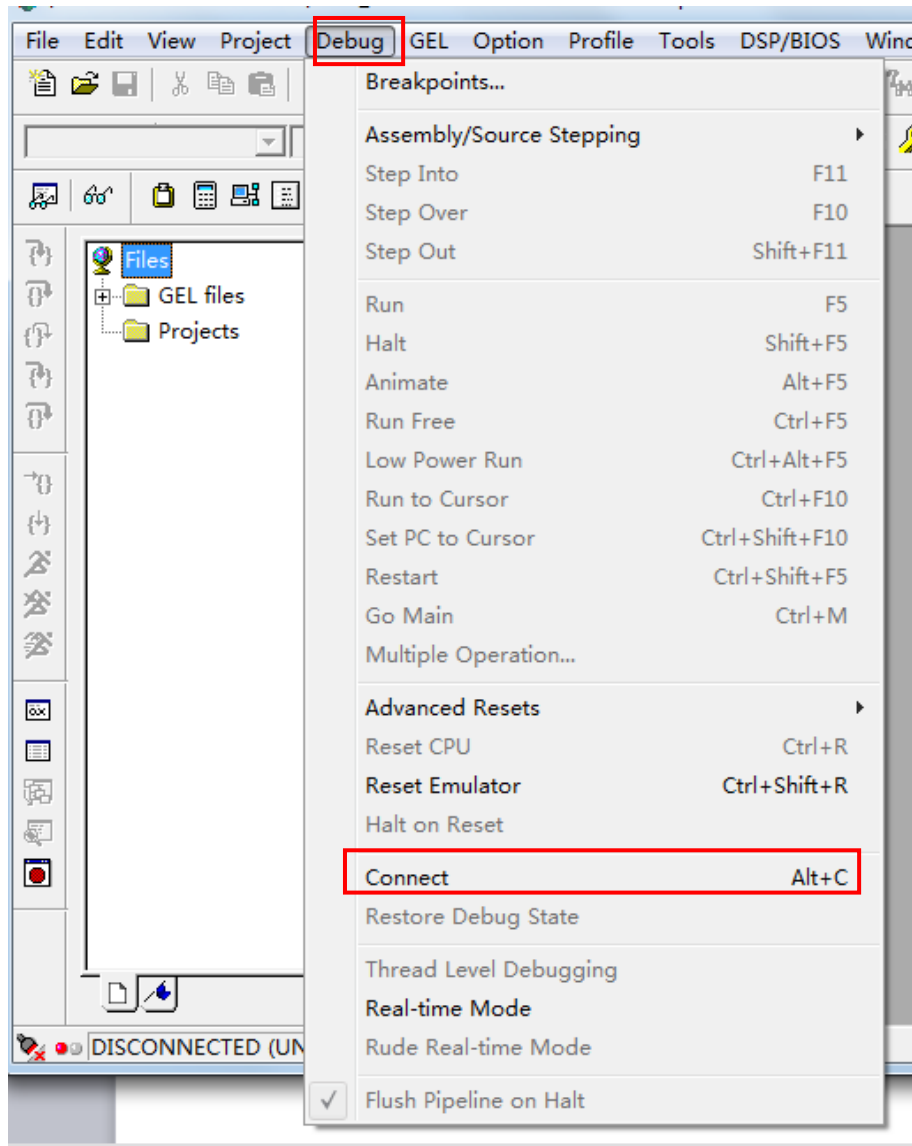 File Edit View Project Debug GEL Option Profile Tools DSP/BIOS
Breakpoints...
Assembly/Source Stepping
Step Into F11
Step Over F10
Step Out Shift+F11
Files
GEL files
Projects
Run F5
Halt Shift+F5
Animate Alt+F5
Run Free Ctrl+F5
Low Power Run Ctrl+Alt+F5
Run to Cursor Ctrl+F10
Set PC to Cursor Ctrl+Shift+F10
Restart Ctrl+Shift+F5
Go Main Ctrl+M
Multiple Operation...
Advanced Resets
Reset CPU Ctrl+R
Reset Emulator Ctrl+Shift+R
Halt on Reset
Connect Alt+C
Restore Debug State
Thread Level Debugging
Real-time Mode
DISCONNECTED (UN
Rude Real-time Mode
Flush Pipeline on Halt